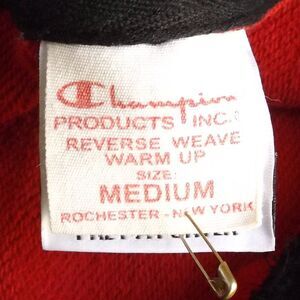 Champion
PRODUCTS INC.
REVERSE WEAVE
WARM UP
SIZE:
MEDIUM
ROCHESTER - NEW YORK